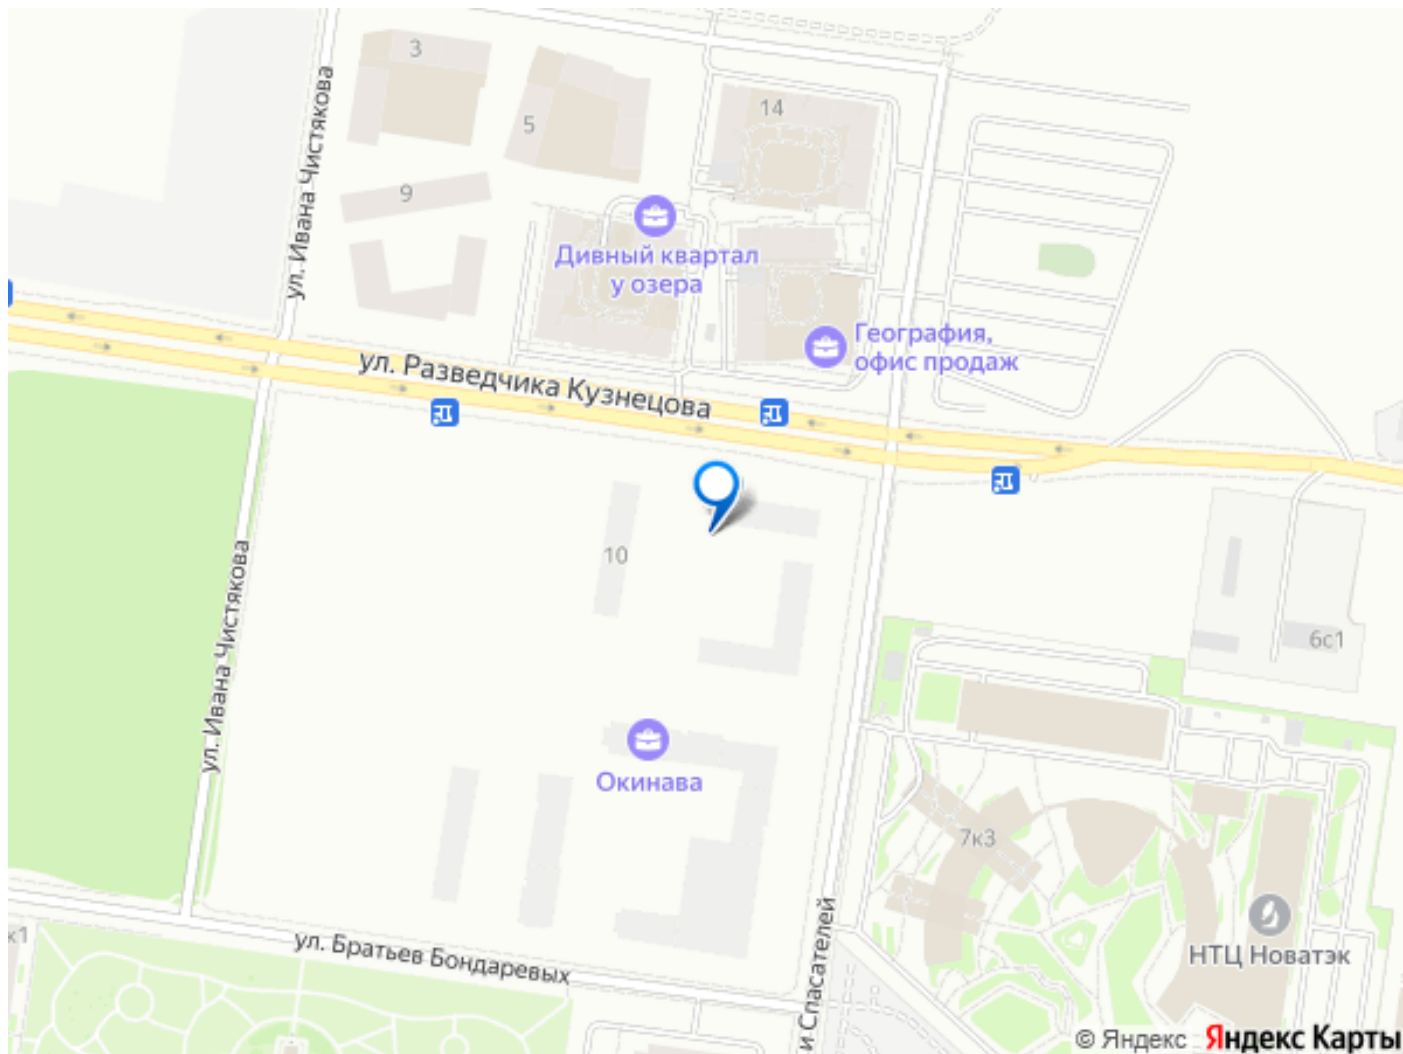 3
5
14
9
ул. Ивана Чистякова
Дивный квартал
у озера
География,
офис продаж
ул. Разведчика Кузнецова
10
ул. Ивана Чистякова
6с1
Окинава
7к3
НТЦ Новатэк
ул. Братьев Бондаревых
и Спасателей
к1
© Яндекс Яндекс Карты